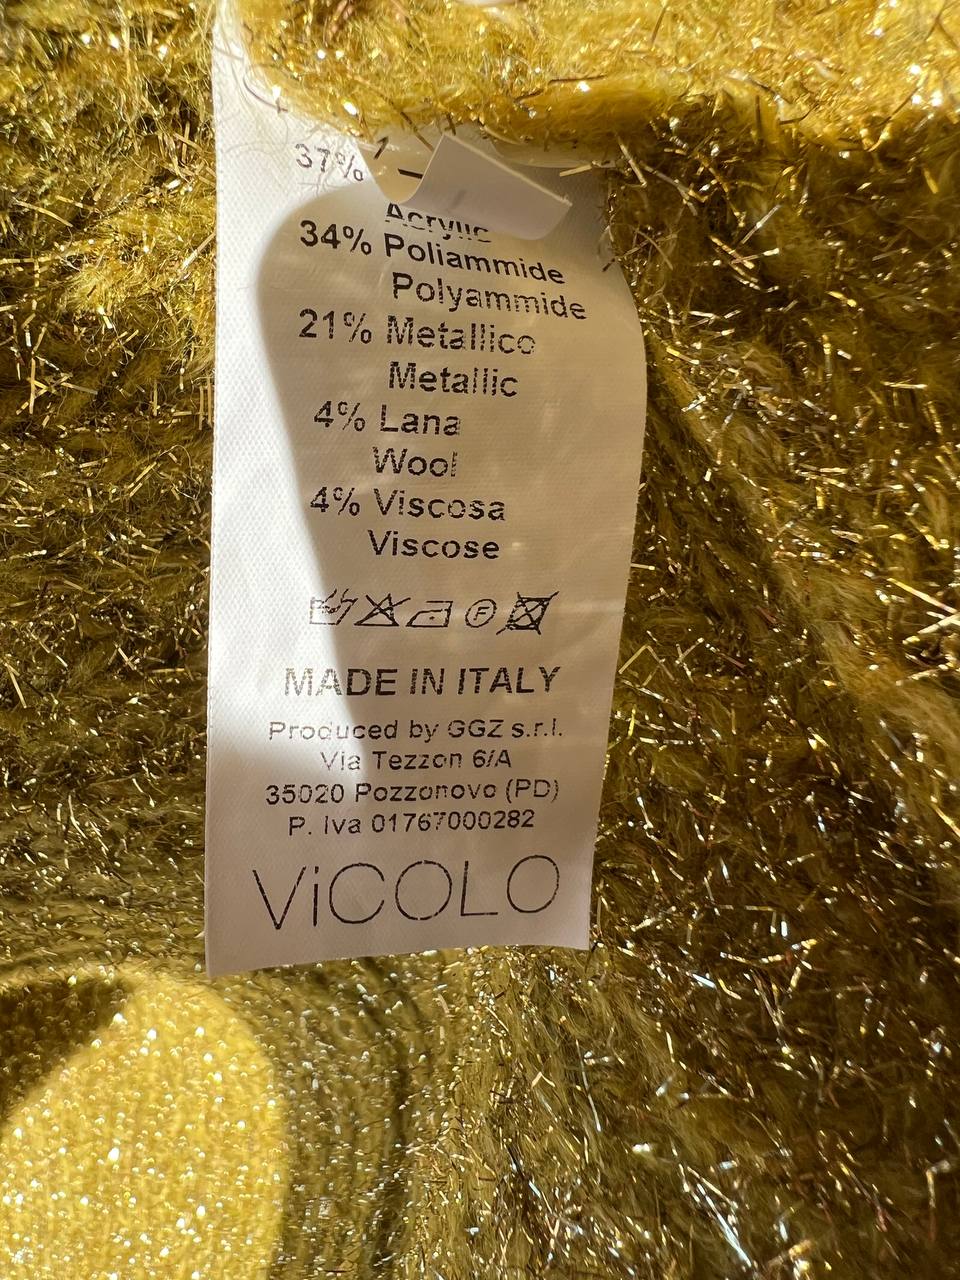 37%
Acrylic
34% Poliammide
Polyammide
21% Metallico
Metallic
4% Lana
Wool
4% Viscosa
Viscose
F
MADE IN ITALY
Produced by GGZ s.r.l.
Via Tezzon 6/A
35020 Pozzonovo (PD)
P. Iva 01767000282
ViCOLO